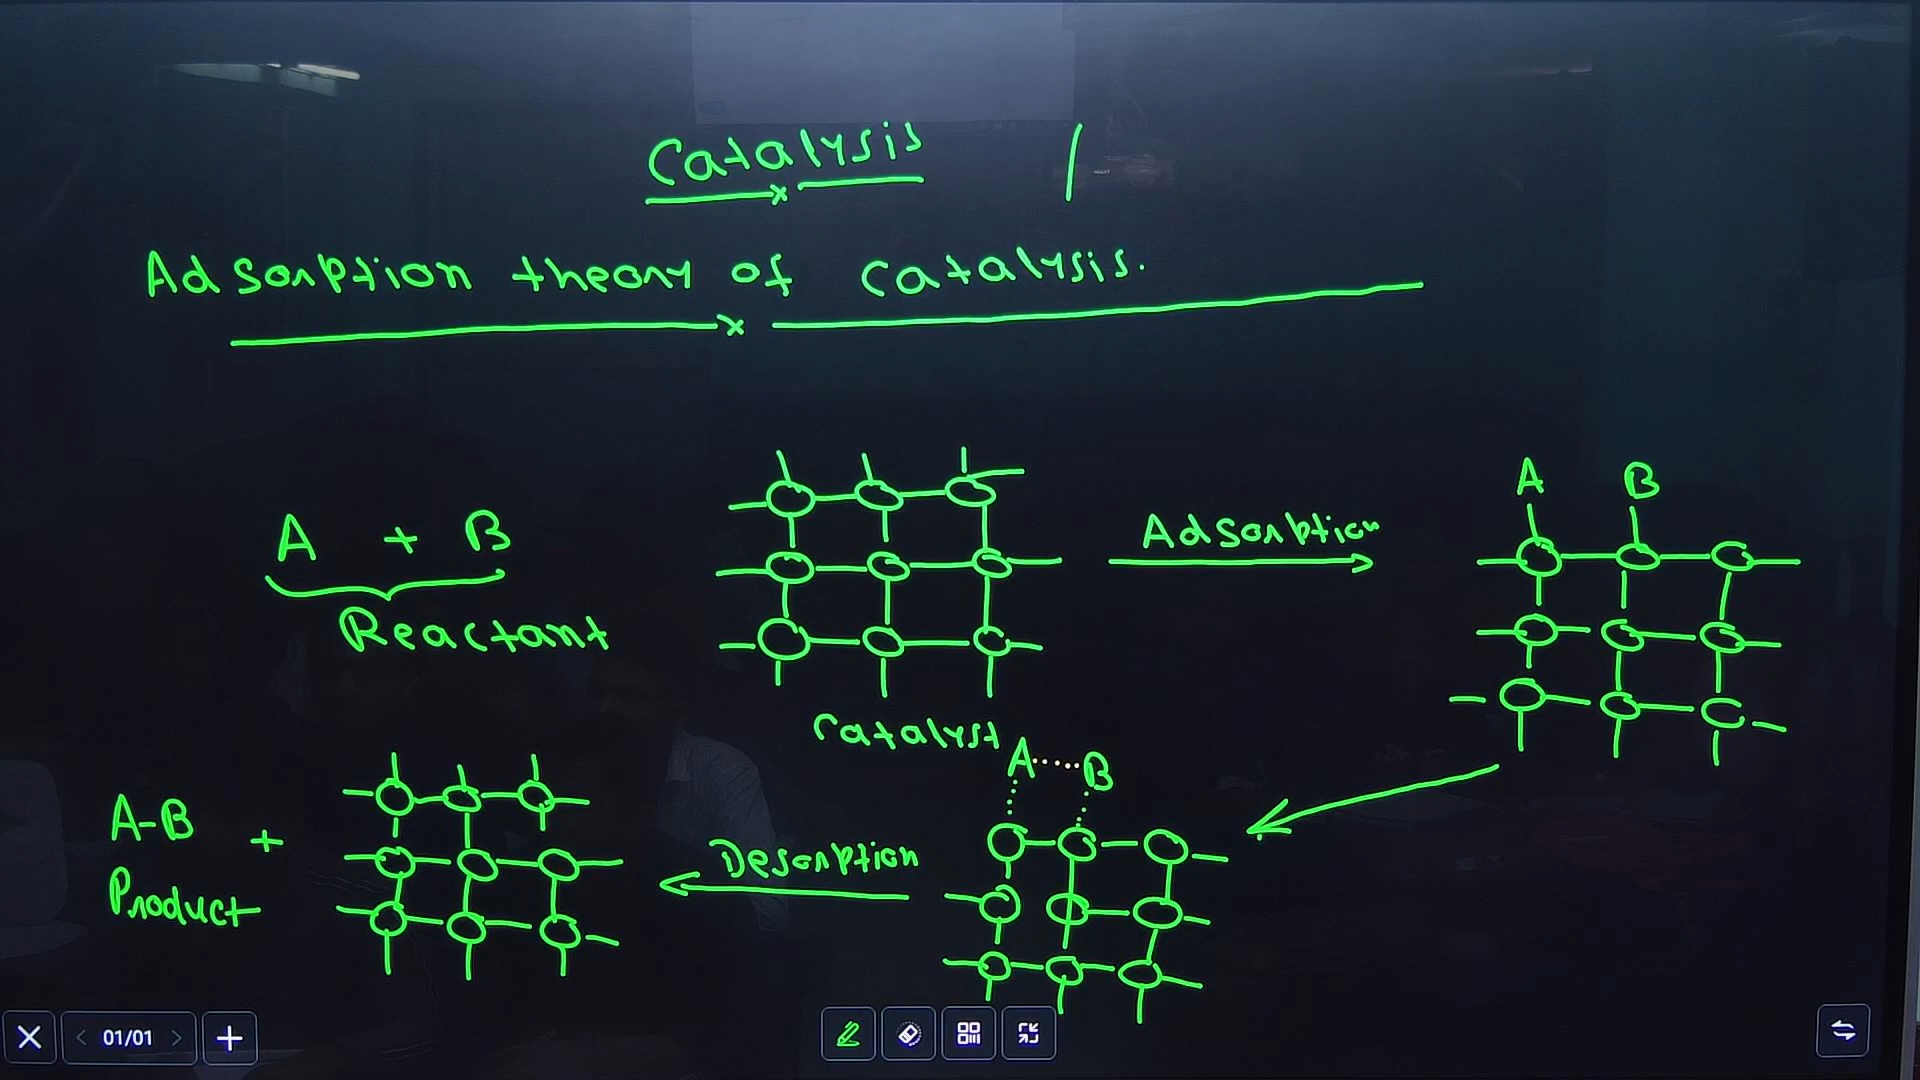 Catalysis
Adsorption theory of catalysis.
A + B
Reactant
Catalyst
Adsorption
A B
A B
Desorption
A-B +
Product
01/01